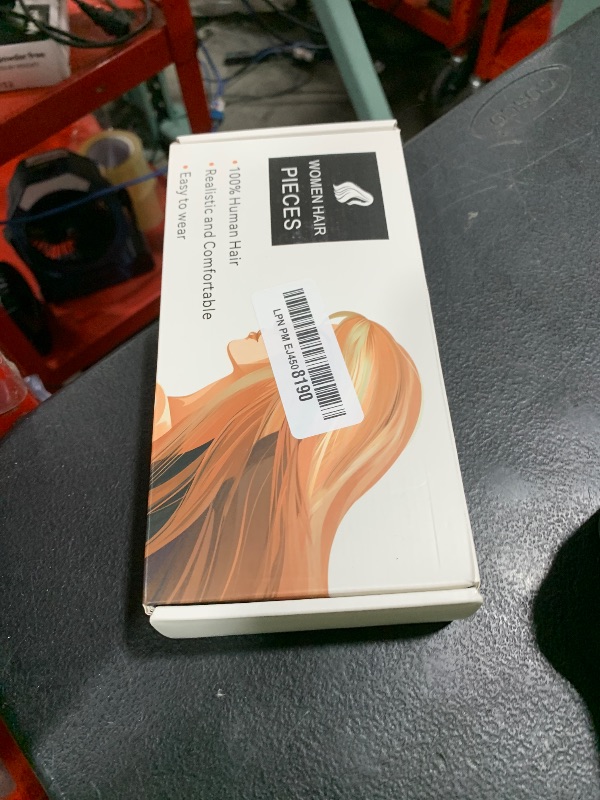 WOMEN HAIR
PIECES
• 100% Human Hair
• Realistic and Comfortable
• Easy to wear
LPN PM EJ4508190